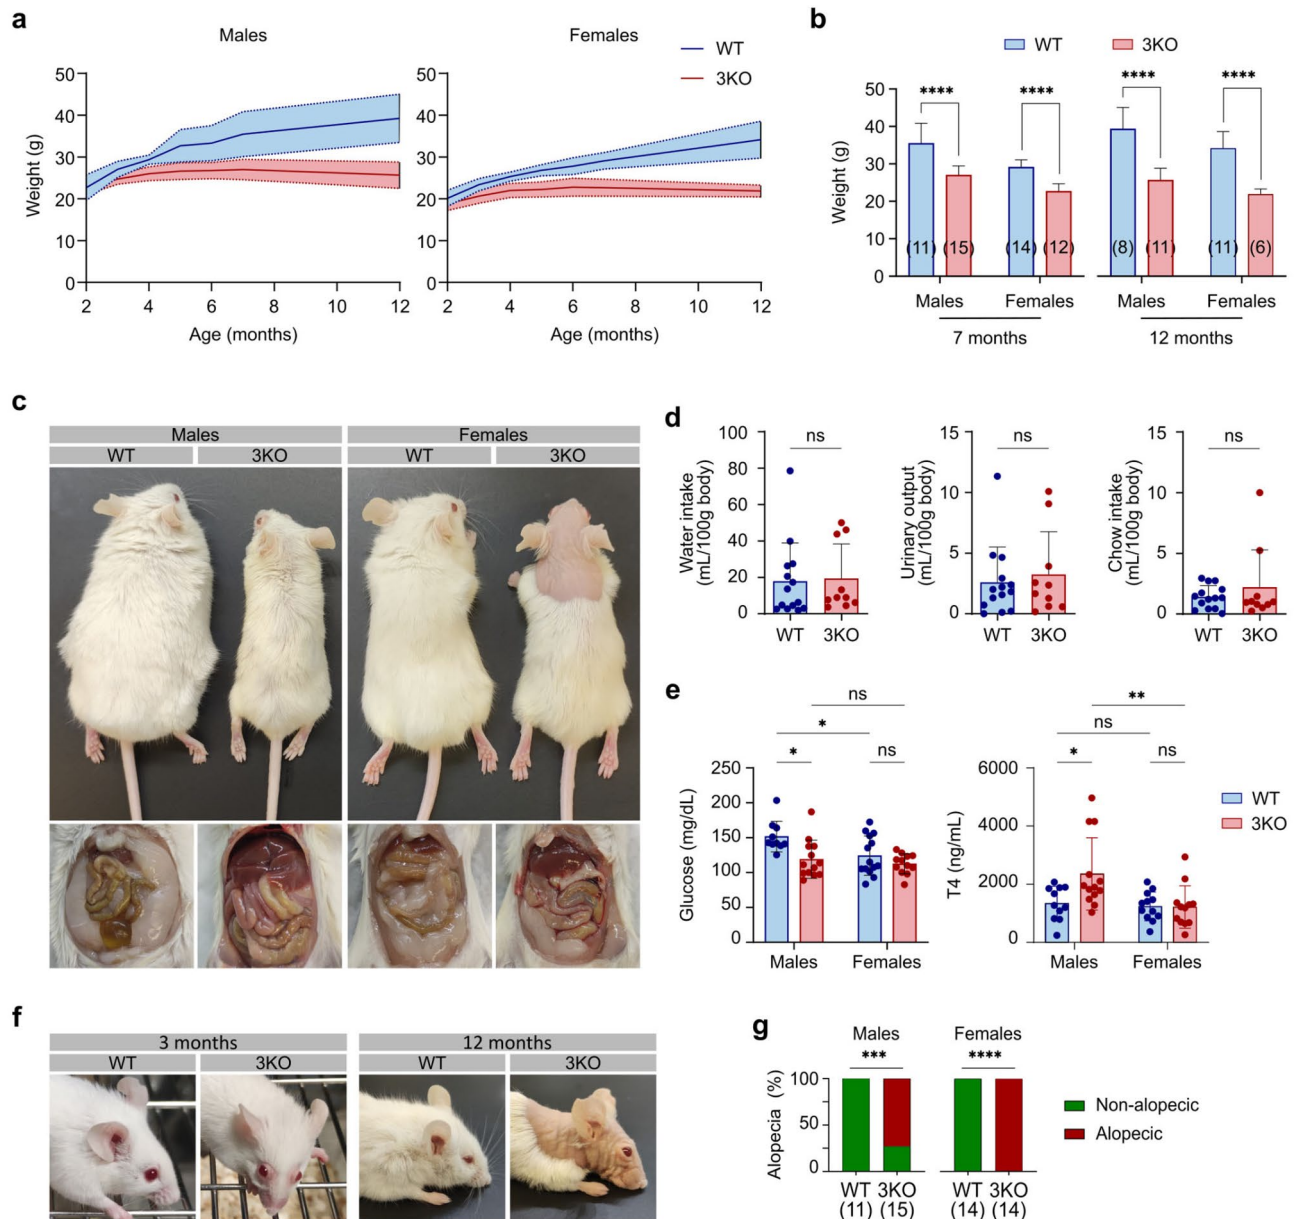 a
Males
Females
WT
3KO
Weight (g)
50
40
30
20
10
0
2
4
6
8
10
12
Age (months)
50
40
30
20
10
0
2
4
6
8
10
12
Age (months)
b
WT
3KO
Weight (g)
50
40
30
20
10
0
****
****
****
****
(11)
(15)
(14)
(12)
(8)
(11)
(11)
(6)
Males
Females
Males
Females
7 months
12 months
c
Males
Females
WT
3KO
WT
3KO
d
Water intake
(mL/100g body)
100
80
60
40
20
0
ns
WT
3KO
Urinary output
(mL/100g body)
15
10
5
0
ns
WT
3KO
Chow intake
(mL/100g body)
15
10
5
0
ns
WT
3KO
e
Glucose (mg/dL)
250
200
150
100
50
0
ns
*
*
ns
Males
Females
T4 (ng/mL)
6000
4000
2000
0
**
ns
*
ns
Males
Females
WT
3KO
f
3 months
12 months
WT
3KO
WT
3KO
g
Males
Females
***
****
Alopecia (%)
100
50
0
WT
3KO
WT
3KO
(11)
(15)
(14)
(14)
Non-alopecic
Alopecic